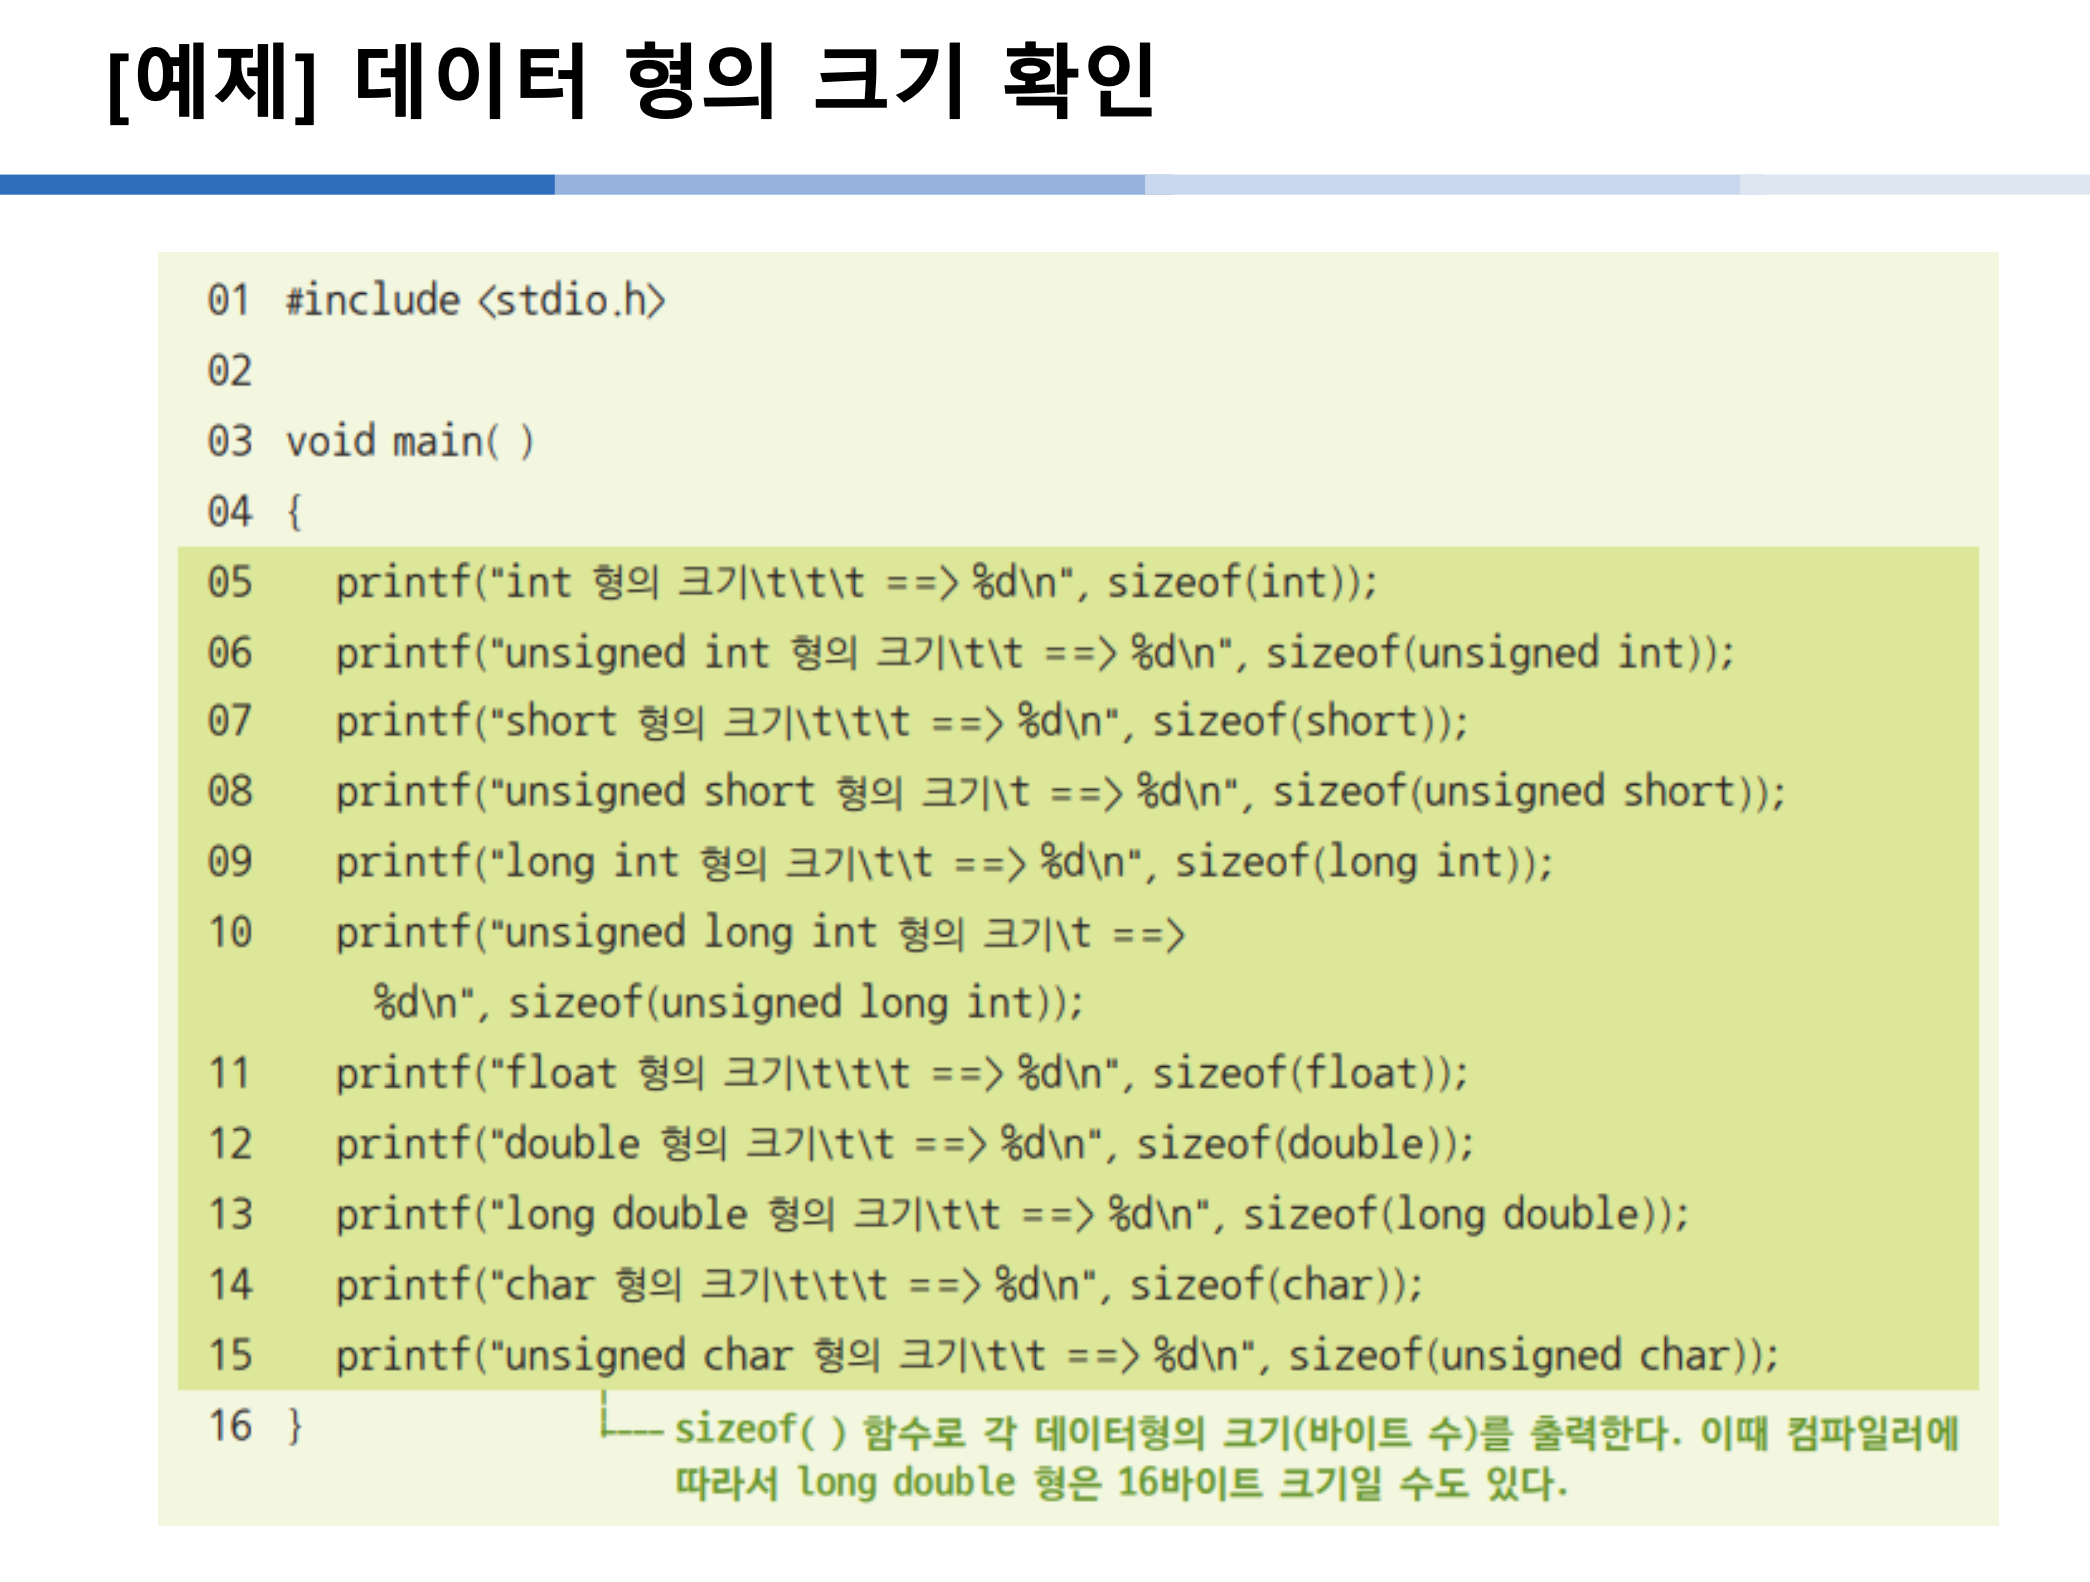 [예제] 데이터 형의 크기 확인
01 #include <stdio.h>
02
03 void main( )
04 {
05 printf("int 형의 크기\t\t\t ==> %d\n", sizeof(int));
06 printf("unsigned int 형의 크기\t\t ==> %d\n", sizeof(unsigned int));
07 printf("short 형의 크기\t\t\t ==> %d\n", sizeof(short));
08 printf("unsigned short 형의 크기\t ==> %d\n", sizeof(unsigned short));
09 printf("long int 형의 크기\t\t ==> %d\n", sizeof(long int));
10 printf("unsigned long int 형의 크기\t ==>
%d\n", sizeof(unsigned long int));
11 printf("float 형의 크기\t\t\t ==> %d\n", sizeof(float));
12 printf("double 형의 크기\t\t ==> %d\n", sizeof(double));
13 printf("long double 형의 크기\t\t ==> %d\n", sizeof(long double));
14 printf("char 형의 크기\t\t\t ==> %d\n", sizeof(char));
15 printf("unsigned char 형의 크기\t\t ==> %d\n", sizeof(unsigned char));
16 }
sizeof( ) 함수로 각 데이터형의 크기(바이트 수)를 출력한다. 이때 컴파일러에
따라서 long double 형은 16바이트 크기일 수도 있다.